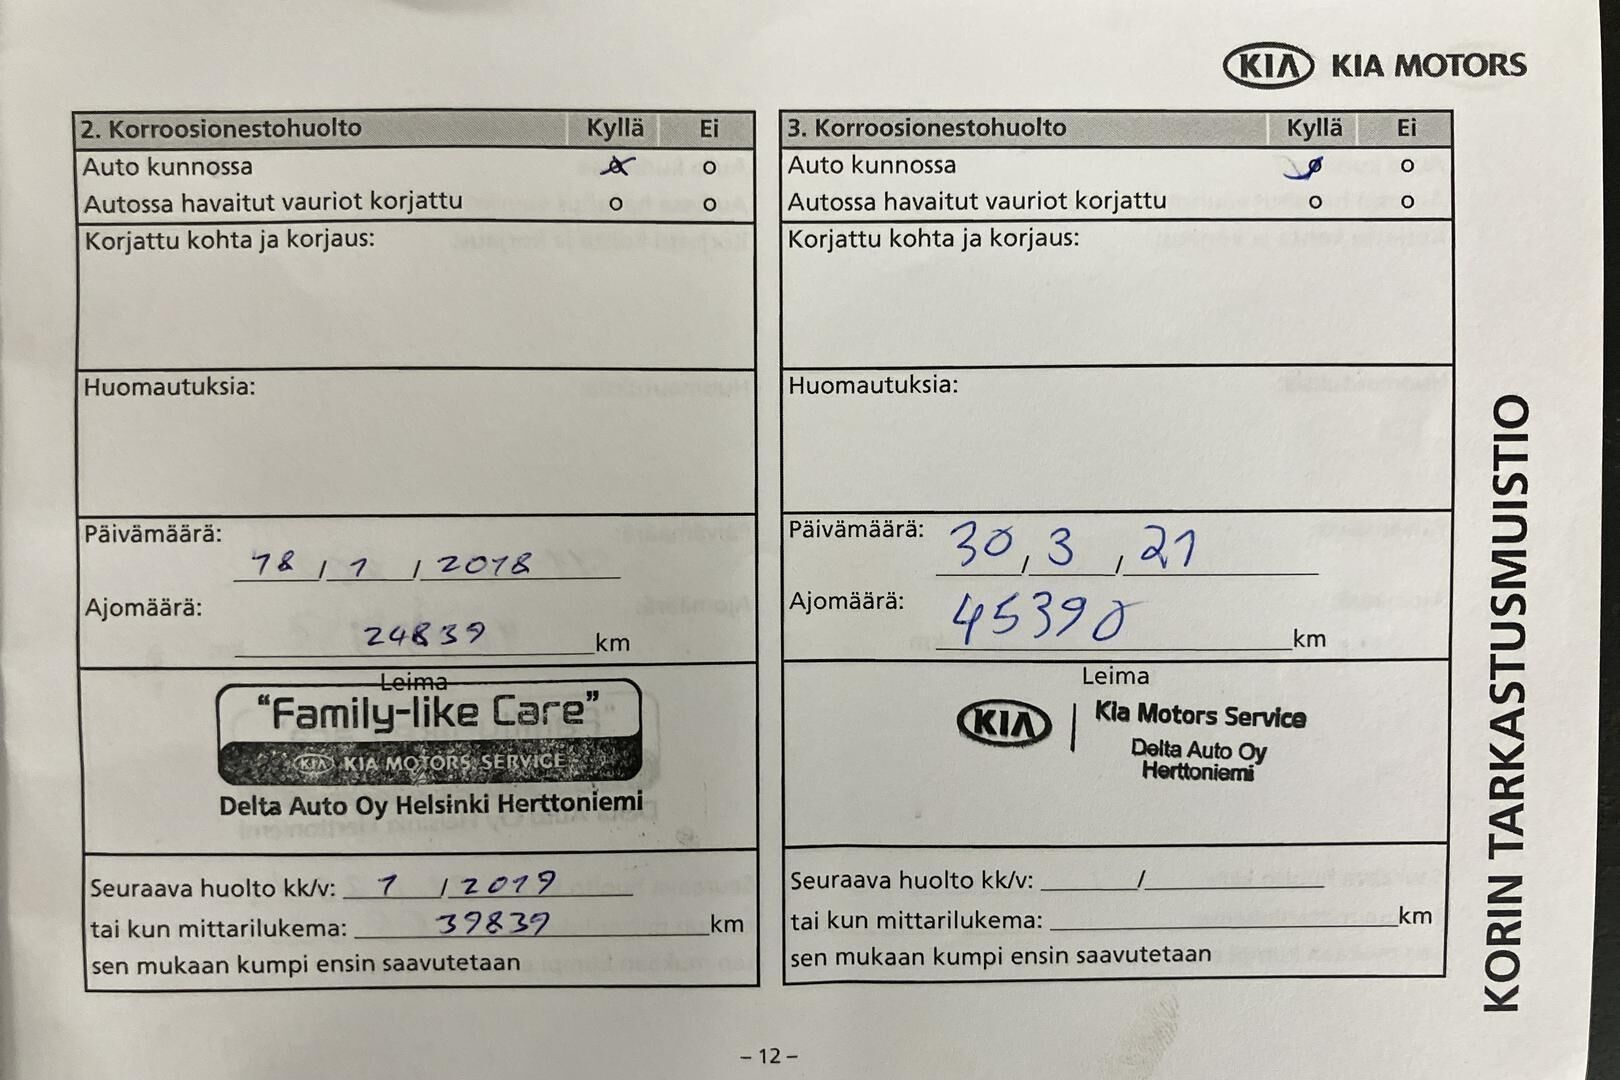 KIA KIA MOTORS
2. Korroosionestohuolto Kyllä Ei
Auto kunnossa o
Autossa havaitut vauriot korjattu o o
Korjattu kohta ja korjaus:
Huomautuksia:
Päivämäärä:
18 / 1 / 2018
Ajomäärä:
24839 km
Leima
"Family-like Care"
KIA KIA MOTORS SERVICE
Delta Auto Oy Helsinki Herttoniemi
Seuraava huolto kk/v: 1 / 2019
tai kun mittarilukema: 39839 km
sen mukaan kumpi ensin saavutetaan
3. Korroosionestohuolto Kyllä Ei
Auto kunnossa o
Autossa havaitut vauriot korjattu o o
Korjattu kohta ja korjaus:
Huomautuksia:
Päivämäärä: 30 / 3 / 21
Ajomäärä: 45390 km
Leima
KIA Kia Motors Service
Delta Auto Oy
Herttoniemi
Seuraava huolto kk/v: /
tai kun mittarilukema: km
sen mukaan kumpi ensin saavutetaan
KORIN TARKASTUSMUISTIO
– 12 –